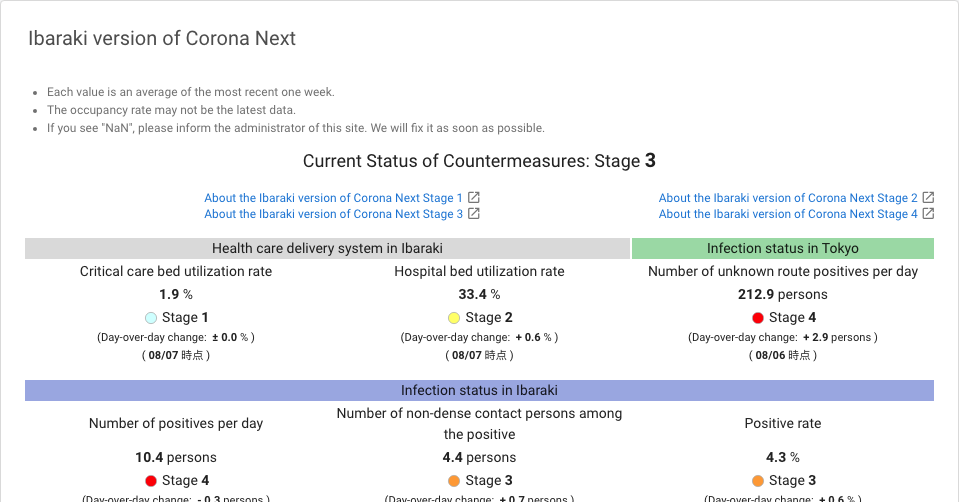 Ibaraki version of Corona Next
Each value is an average of the most recent one week.
The occupancy rate may not be the latest data.
If you see "NaN", please inform the administrator of this site. We will fix it as soon as possible.
Current Status of Countermeasures: Stage 3
About the Ibaraki version of Corona Next Stage 1
About the Ibaraki version of Corona Next Stage 2
About the Ibaraki version of Corona Next Stage 3
About the Ibaraki version of Corona Next Stage 4
Health care delivery system in Ibaraki
Infection status in Tokyo
Critical care bed utilization rate
Hospital bed utilization rate
Number of unknown route positives per day
1.9 %
33.4 %
212.9 persons
Stage 1
Stage 2
Stage 4
(Day-over-day change: ± 0.0 % )
(Day-over-day change: + 0.6 % )
(Day-over-day change: + 2.9 persons )
( 08/07 時点 )
( 08/07 時点 )
( 08/06 時点 )
Infection status in Ibaraki
Number of positives per day
Number of non-dense contact persons among
the positive
Positive rate
10.4 persons
4.4 persons
4.3 %
Stage 4
Stage 3
Stage 3
(Day-over-day change: - 0.3 persons )
(Day-over-day change: + 0.7 persons )
(Day-over-day change: + 0.6 % )